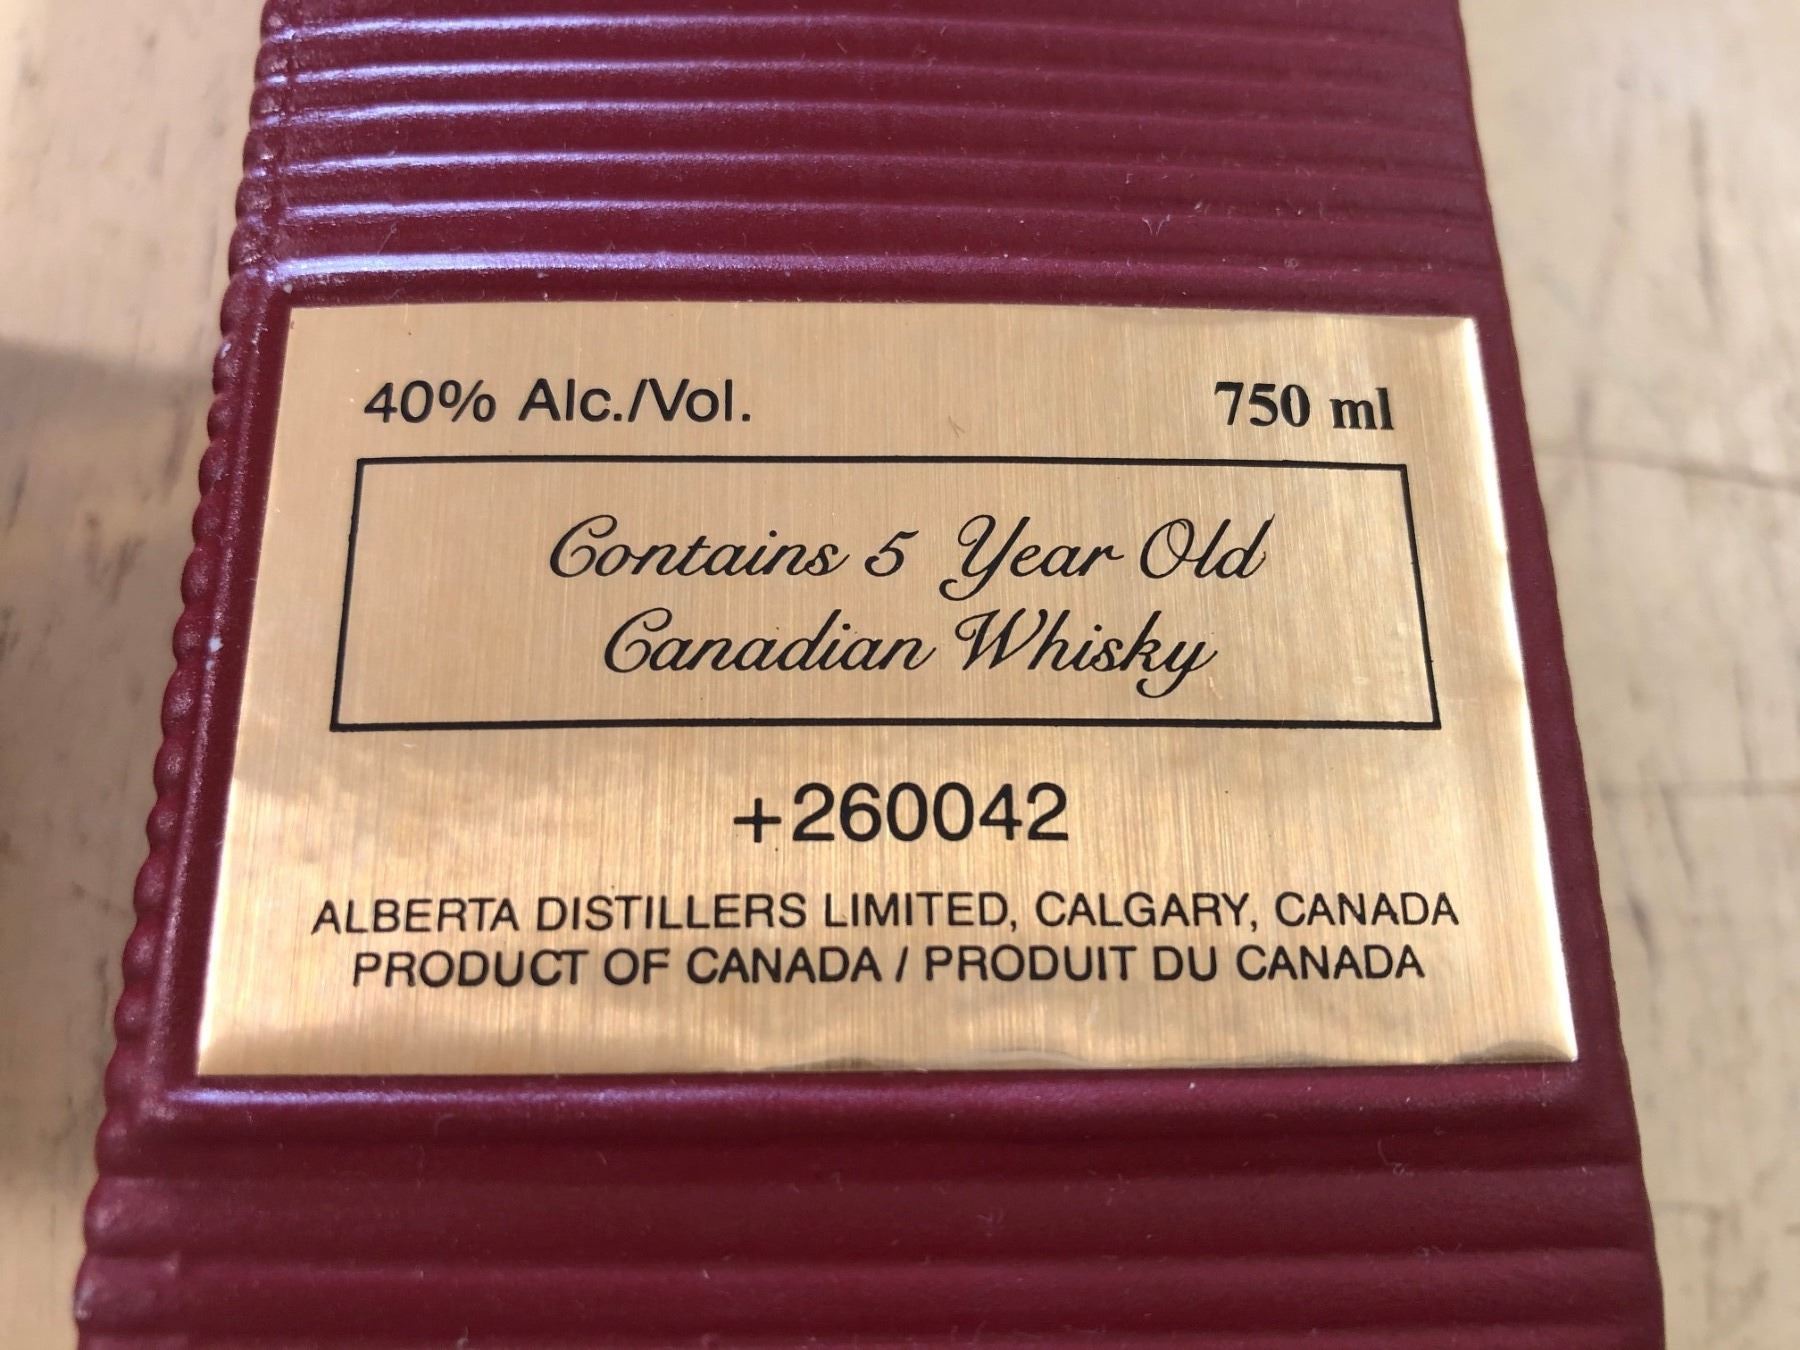 40% Alc./Vol. 750 ml
Contains 5 Year Old
Canadian Whisky
+260042
ALBERTA DISTILLERS LIMITED, CALGARY, CANADA
PRODUCT OF CANADA / PRODUIT DU CANADA